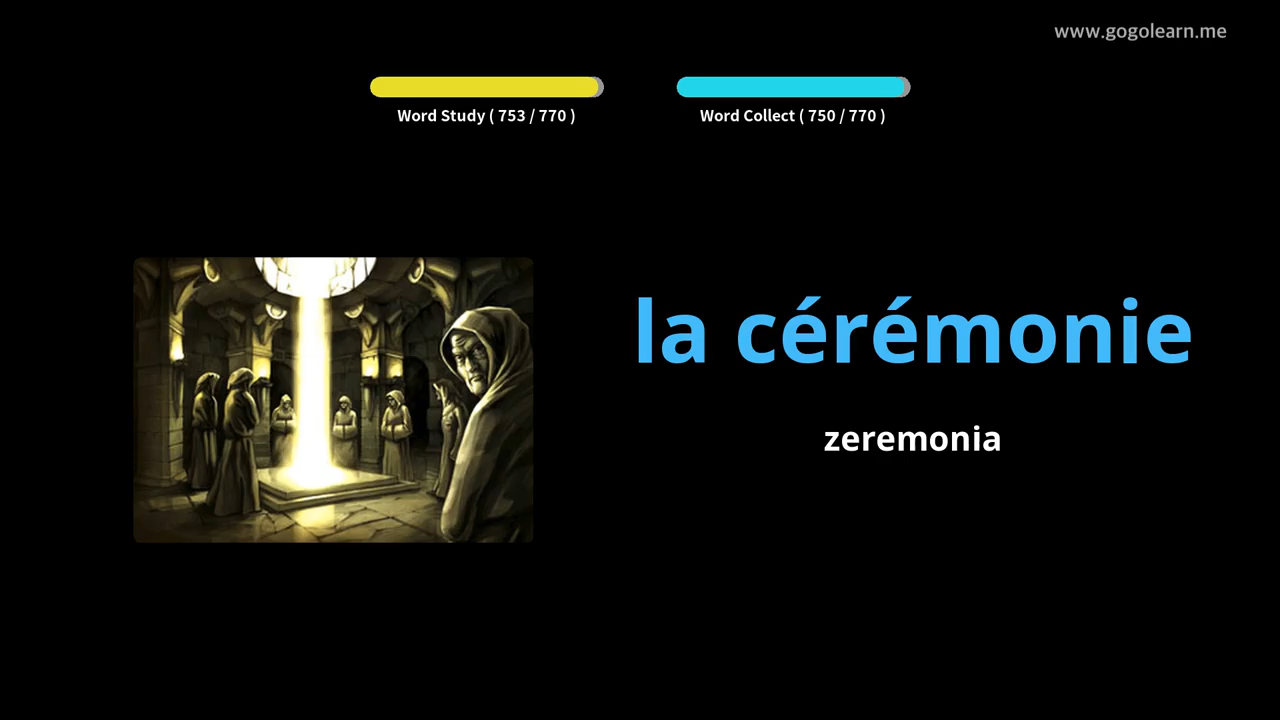 www.gogolearn.me
Word Study ( 753 / 770 )
Word Collect ( 750 / 770 )
la cérémonie
zeremonia